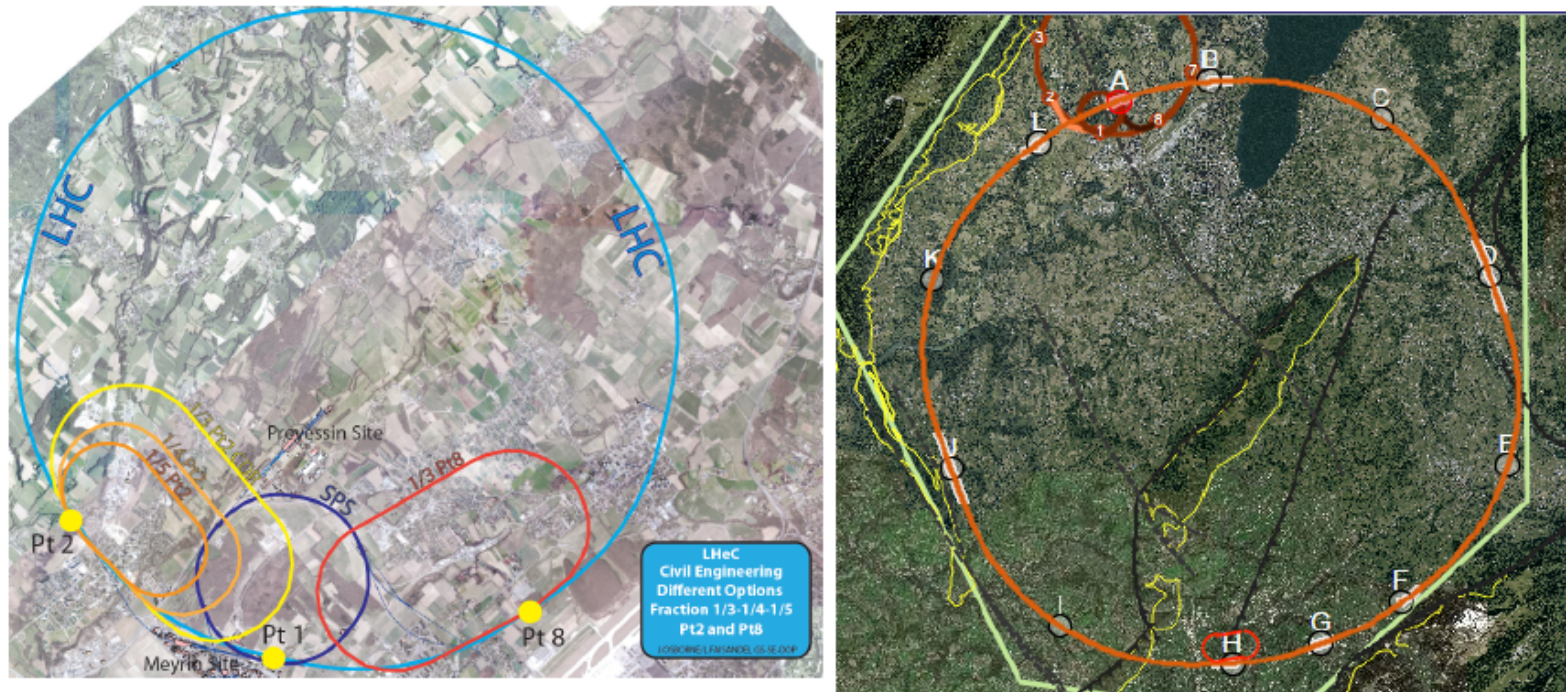 LHC
LHC
1/5 Pt2
Prevessin Site
SPS
1/3 Pt8
Pt 2
Pt 1
Pt 8
Meyrin Site
LHeC
Civil Engineering
Different Options
Fraction 1/3-1/4-1/5
Pt2 and Pt8
3
7
A
2
C
8
L
1
K
D
J
E
F
I
H
G